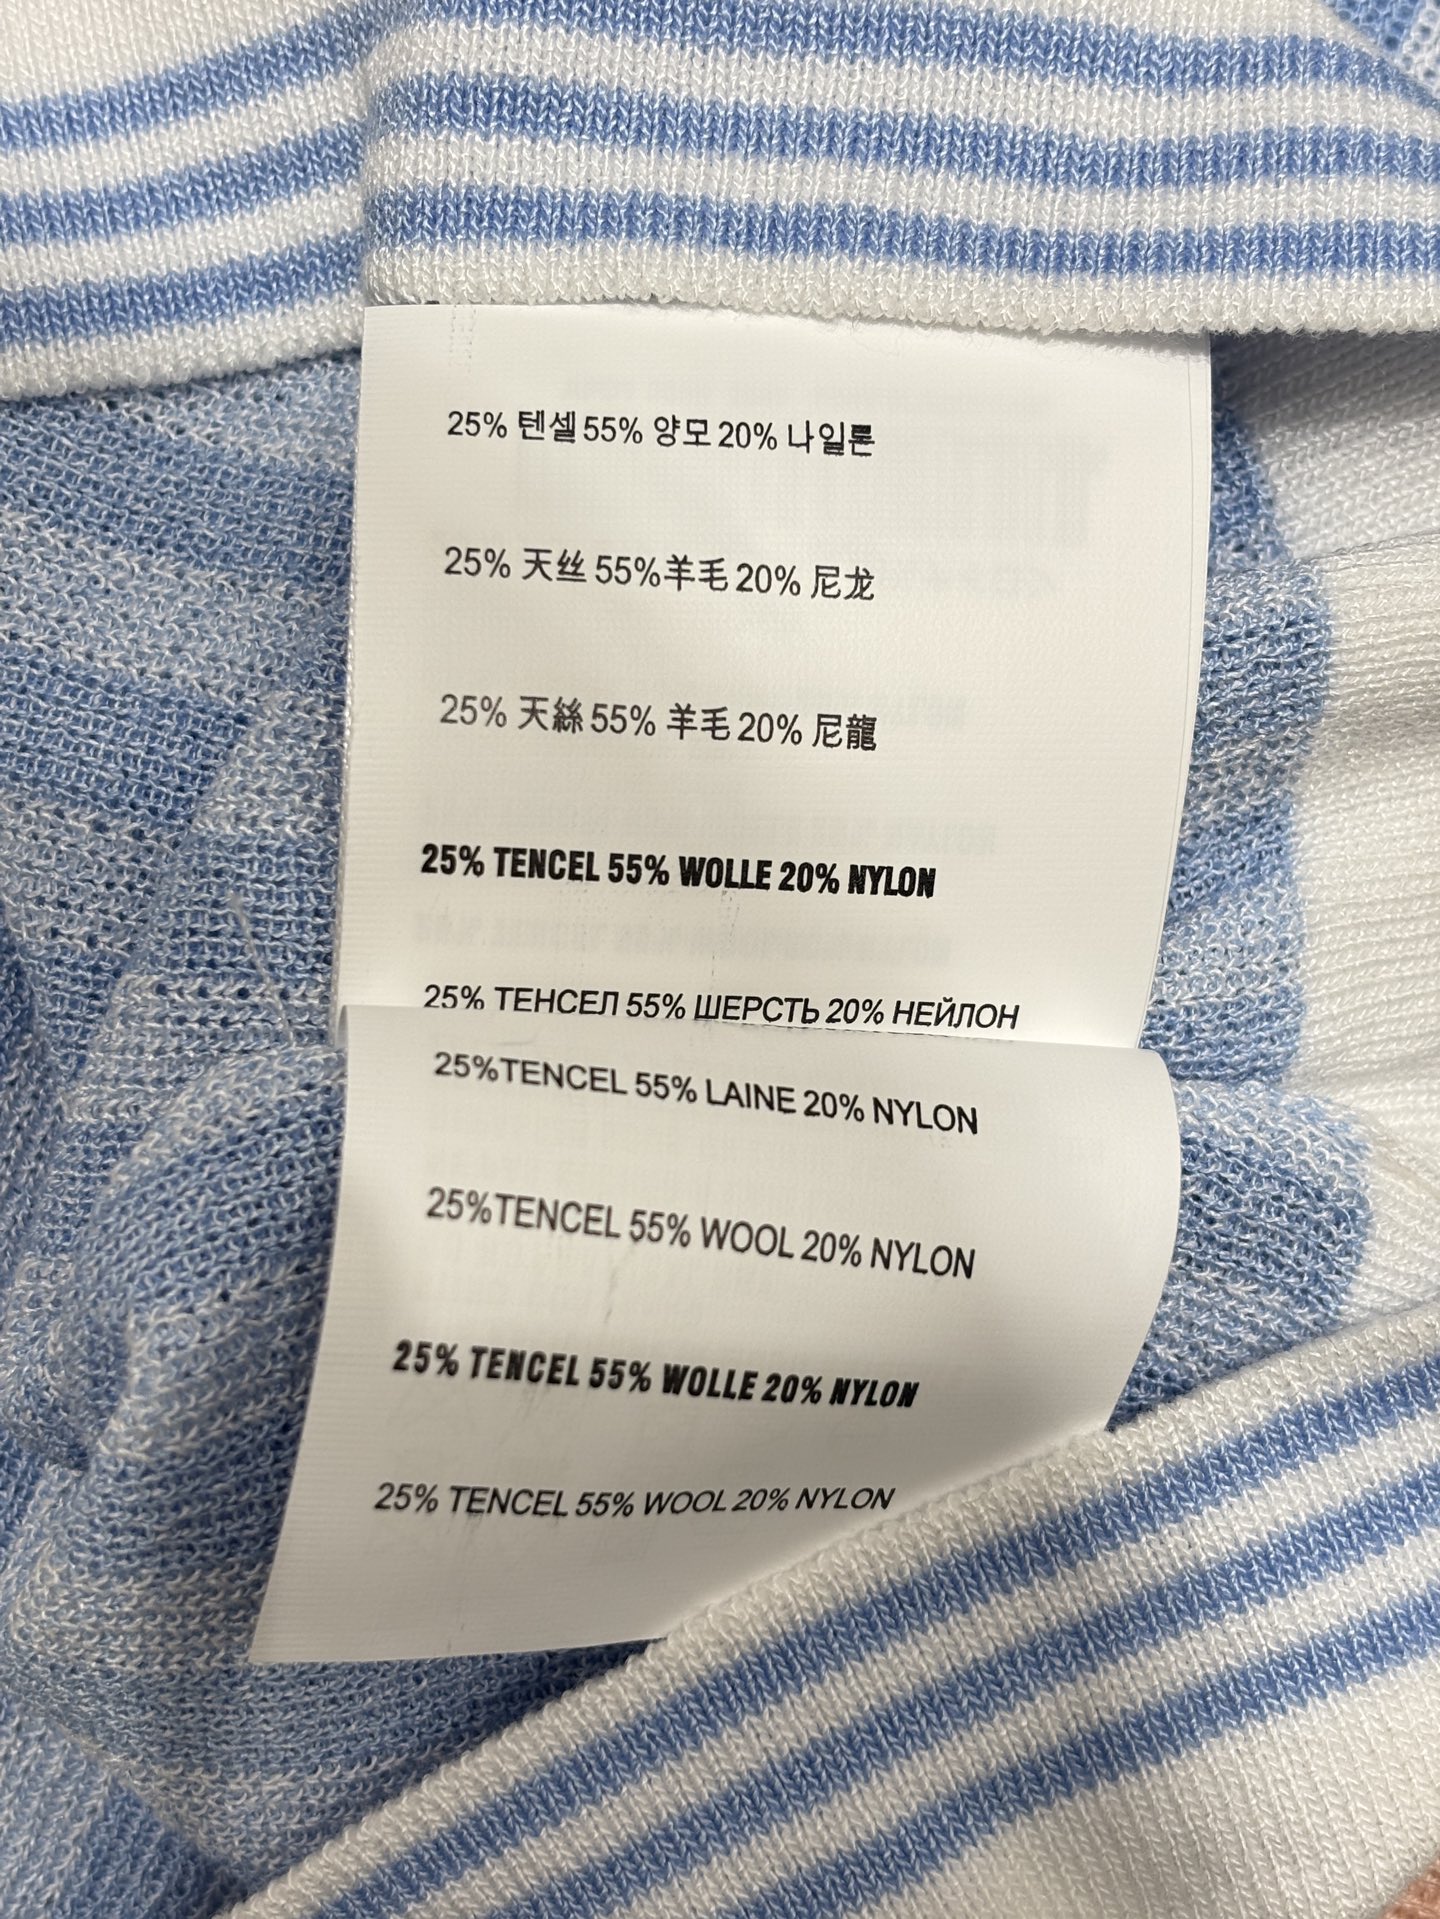 25% 텐셀 55% 양모 20% 나일론
25% 天丝 55%羊毛 20% 尼龙
25% 天絲 55% 羊毛 20% 尼龍
25% TENCEL 55% WOLLE 20% NYLON
25% ТЕНСЕЛ 55% ШЕРСТЬ 20% НЕЙЛОН
25%TENCEL 55% LAINE 20% NYLON
25%TENCEL 55% WOOL 20% NYLON
25% TENCEL 55% WOLLE 20% NYLON
25% TENCEL 55% WOOL 20% NYLON